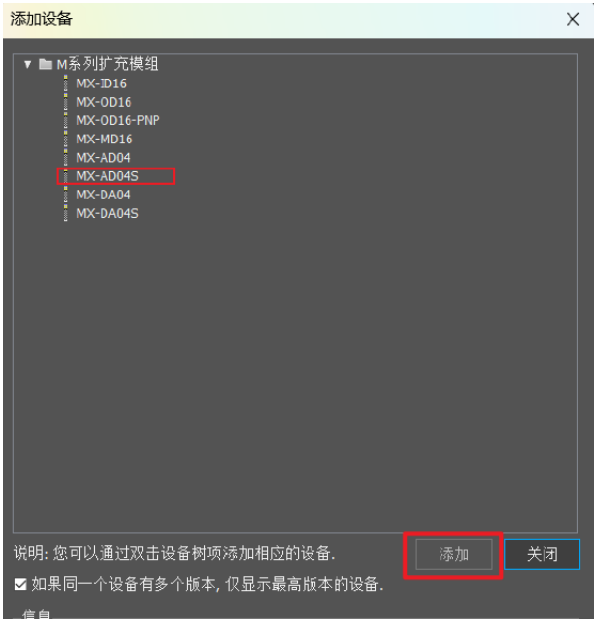 添加设备
M系列扩充模组
MX-ID16
MX-OD16
MX-OD16-PNP
MX-MD16
MX-AD04
MX-AD04S
MX-DA04
MX-DA04S
说明: 您可以通过双击设备树项添加相应的设备.
添加
关闭
如果同一个设备有多个版本, 仅显示最高版本的设备.
信息